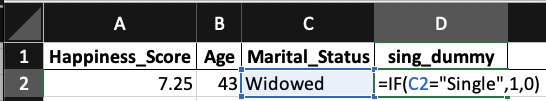 A B C D
1 Happiness_Score Age Marital_Status sing_dummy
2 7.25 43 Widowed =IF(C2="Single",1,0)